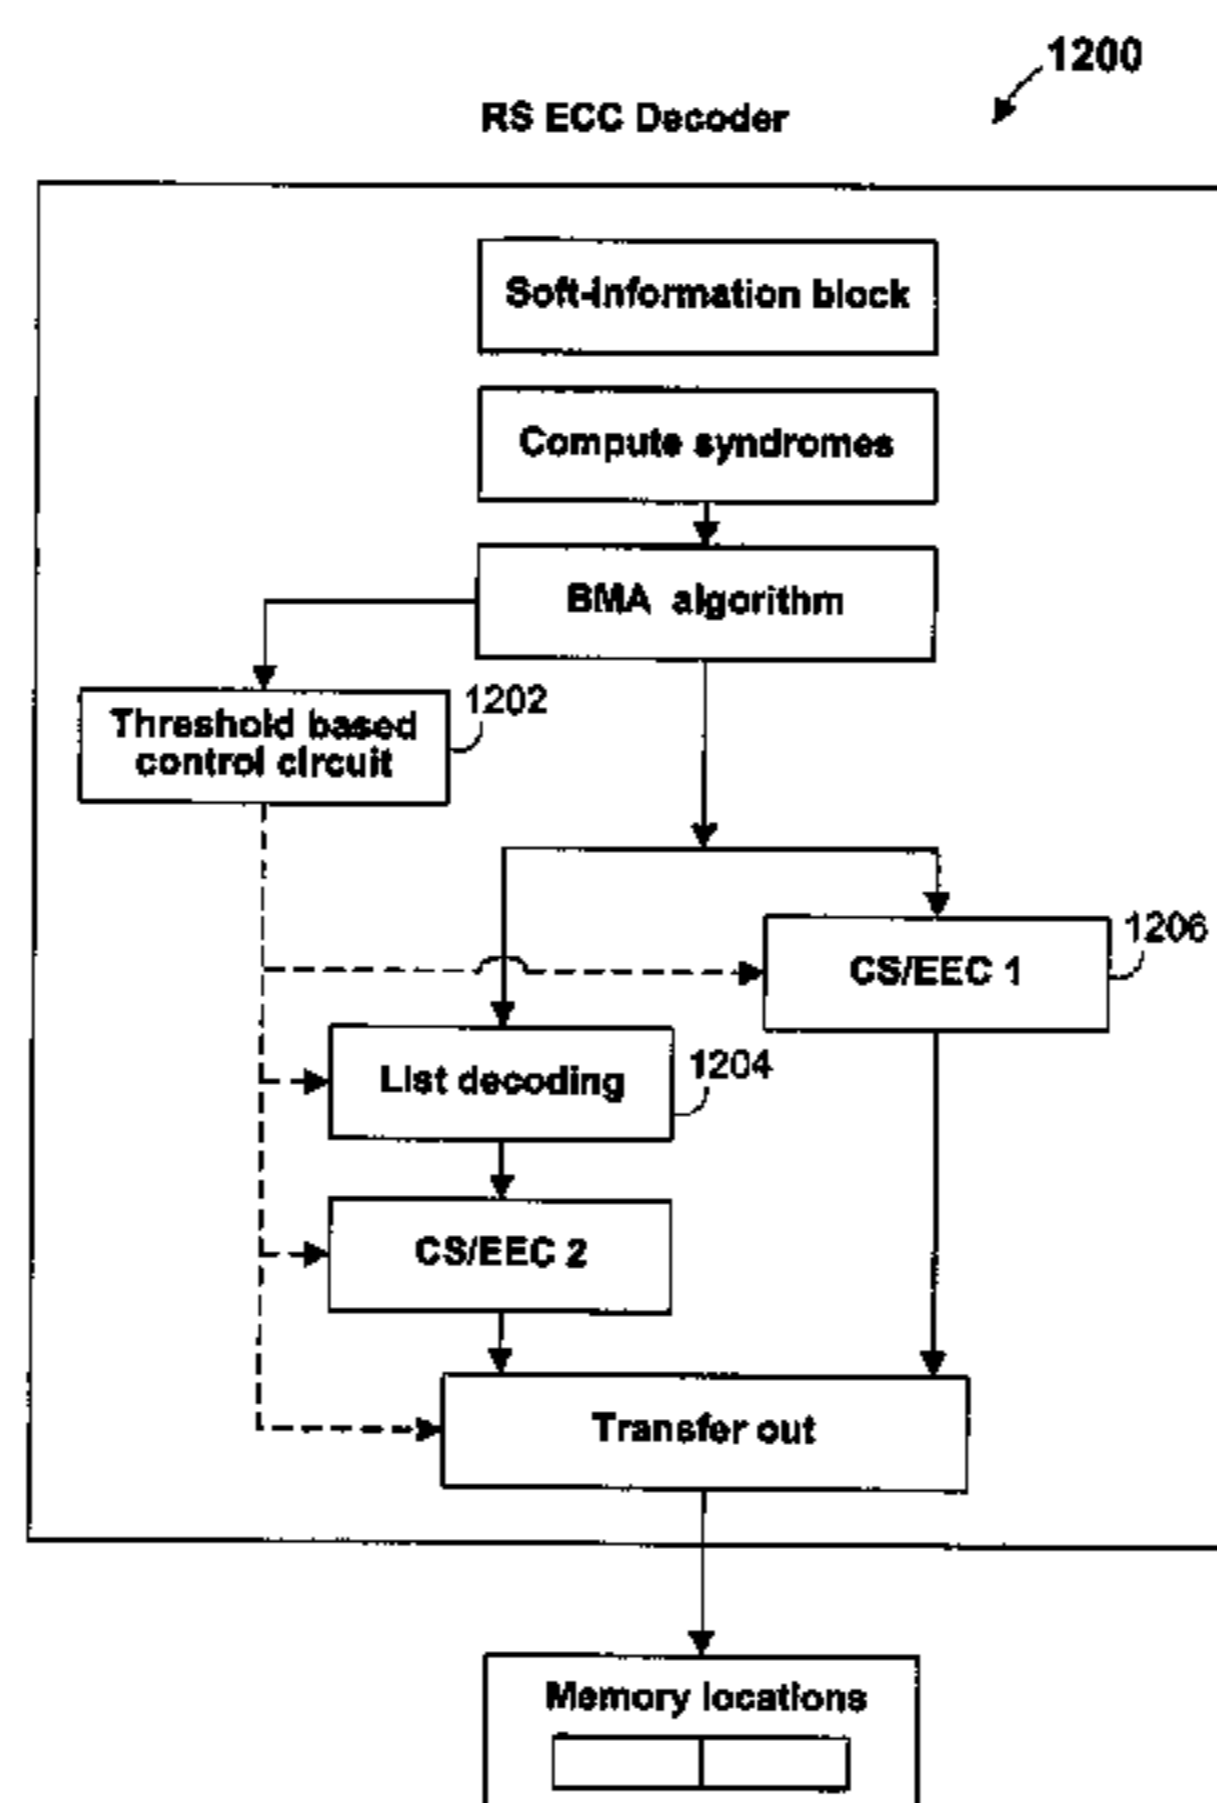 1200
RS ECC Decoder
Soft-information block
Compute syndromes
BMA algorithm
1202
Threshold based
control circuit
1206
CS/EEC 1
1204
List decoding
CS/EEC 2
Transfer out
Memory locations